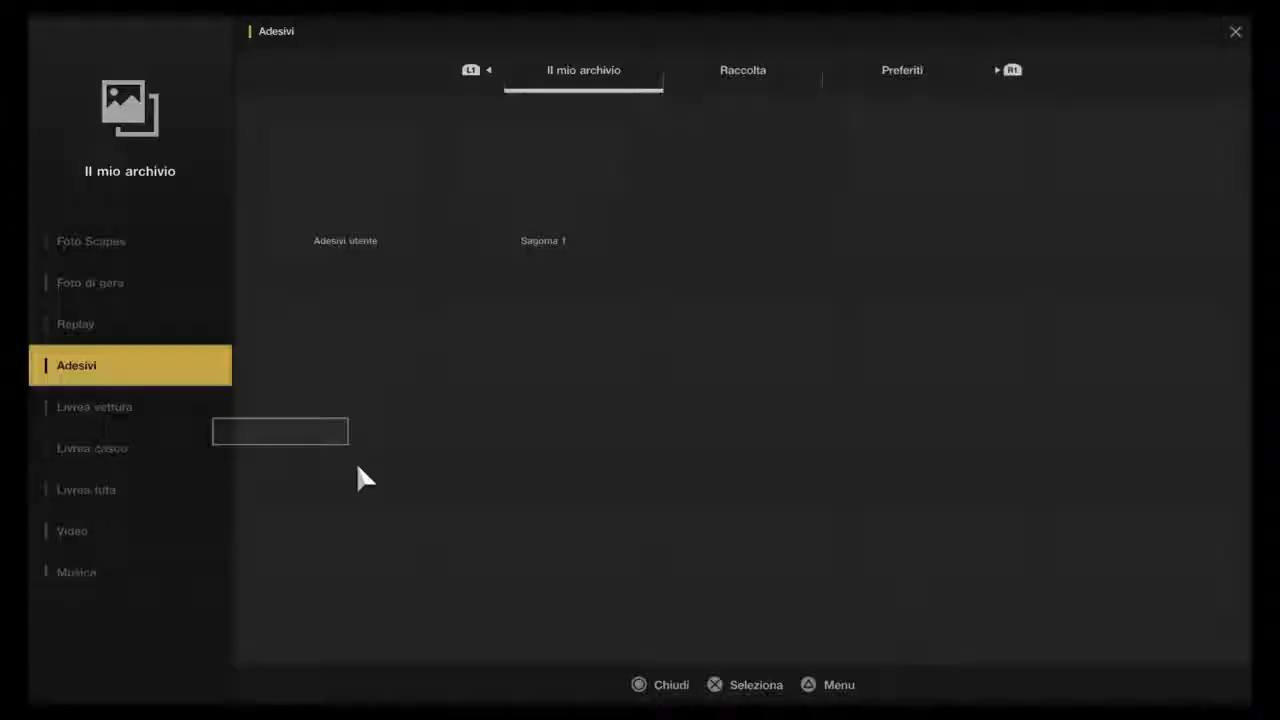 Adesivi
L1
Il mio archivio
Raccolta
Preferiti
R1
Il mio archivio
Foto Scapes
Foto di gara
Replay
Adesivi
Livrea vettura
Livrea casco
Livrea tuta
Video
Musica
Adesivi utente
Sagoma 1
Chiudi
Seleziona
Menu